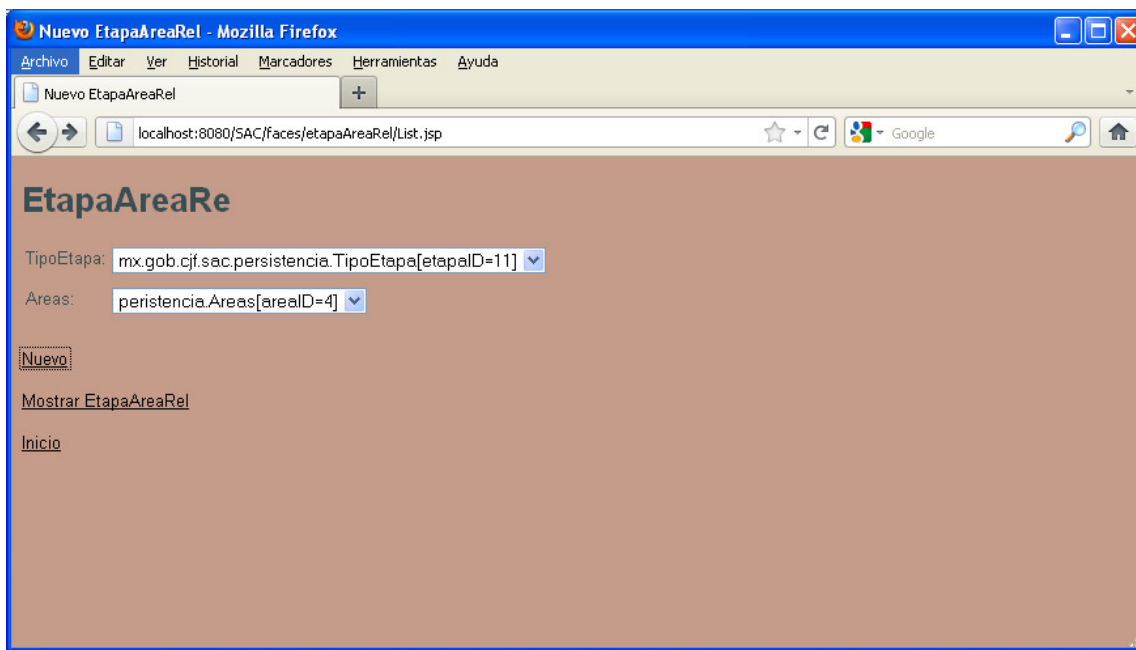 Nuevo EtapaAreaRel - Mozilla Firefox
Archivo Editar Ver Historial Marcadores Herramientas Ayuda
Nuevo EtapaAreaRel +
localhost:8080/SAC/faces/etapaAreaRel/List.jsp Google
EtapaAreaRe
TipoEtapa: mx.gob.cjf.sac.persistencia.TipoEtapa[etapaID=11]
Areas: peristencia.Areas[areaID=4]
Nuevo
Mostrar EtapaAreaRel
Inicio